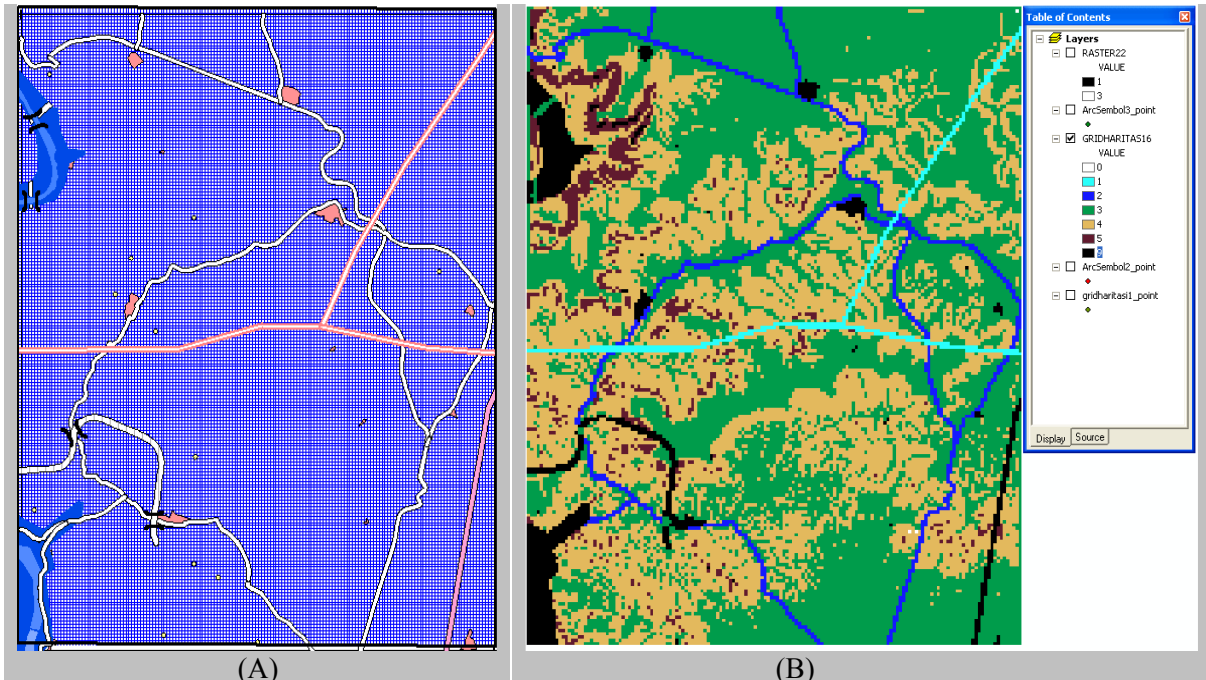 Table of Contents
Layers
RASTER22
VALUE
1
3
ArcSembol3_point
GRIDHARITAS16
VALUE
0
1
2
3
4
5
9
ArcSembol2_point
gridharitasi1_point
Display
Source
(A)
(B)